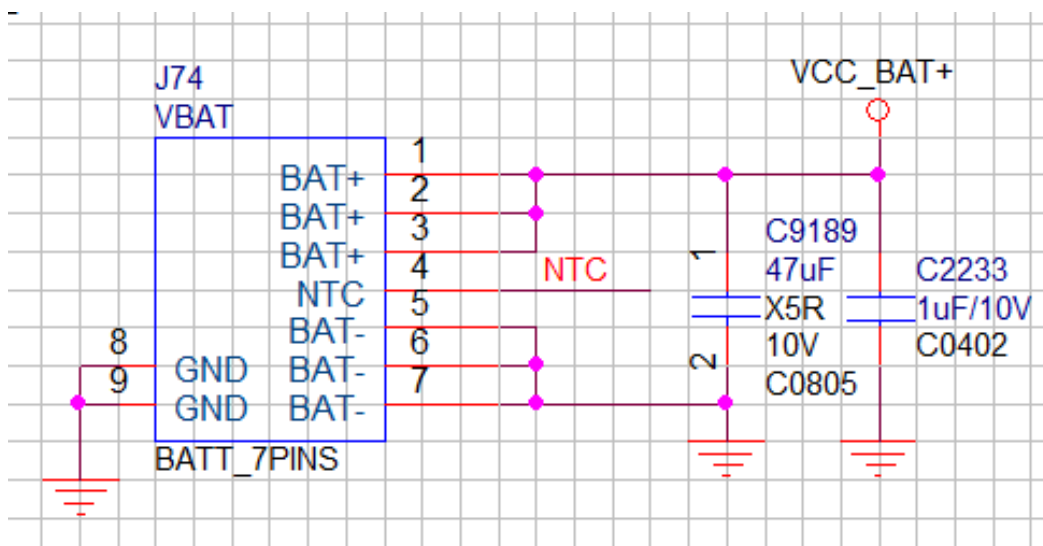 J74
VBAT
VCC_BAT+
BAT+ 1
BAT+ 2
BAT+ 3
NTC 4
NTC
BAT- 5
8 GND BAT- 6
9 GND BAT- 7
BATT_7PINS
1
2
C9189
47uF
X5R
10V
C0805
C2233
1uF/10V
C0402